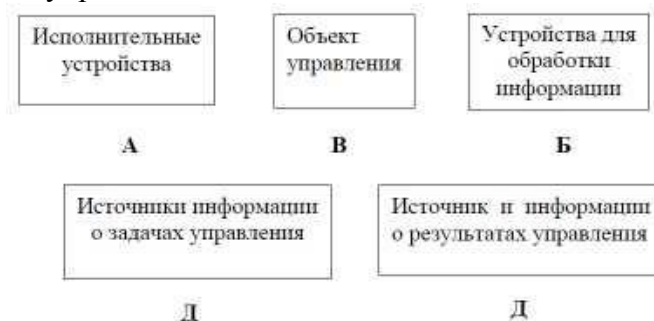 Исполнительные
устройства
Объект
управления
Устройства для
обработки
информации
А
В
Б
Источники информации
о задачах управления
Источник и информации
о результатах управления
Д
Д